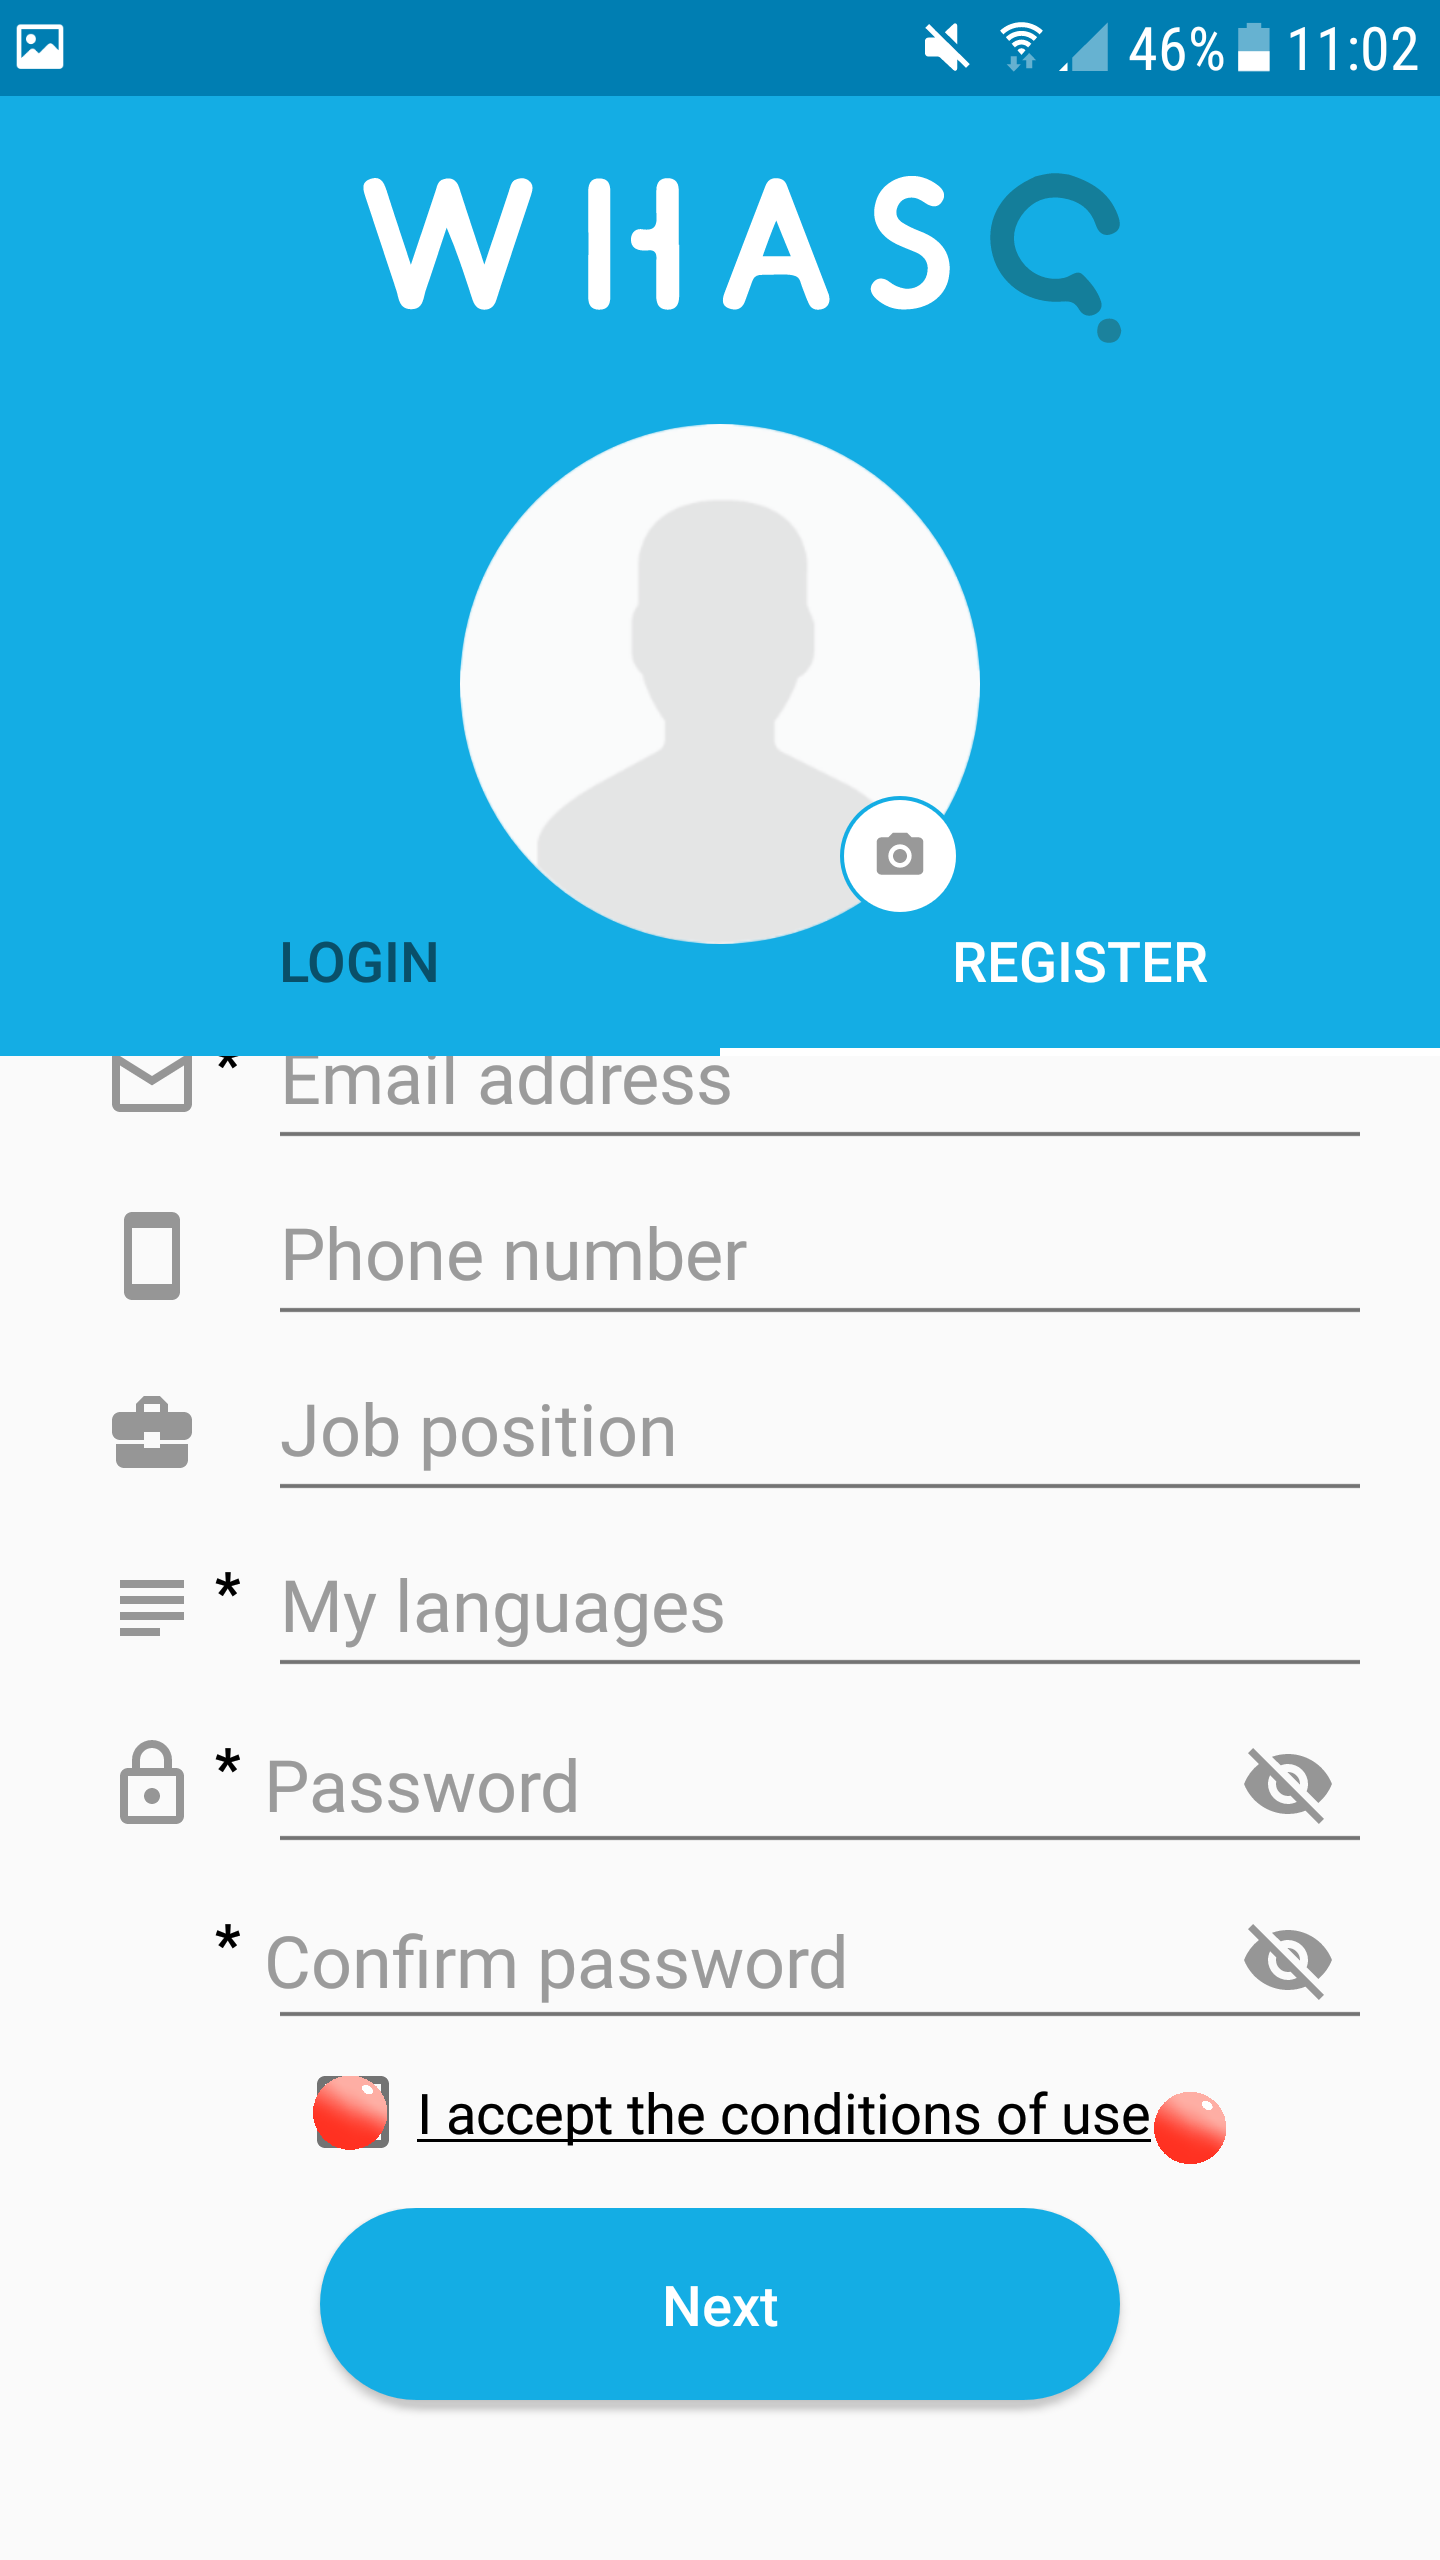 46% 11:02
WHASQ
LOGIN REGISTER
* Email address
Phone number
Job position
* My languages
* Password
* Confirm password
I accept the conditions of use
Next